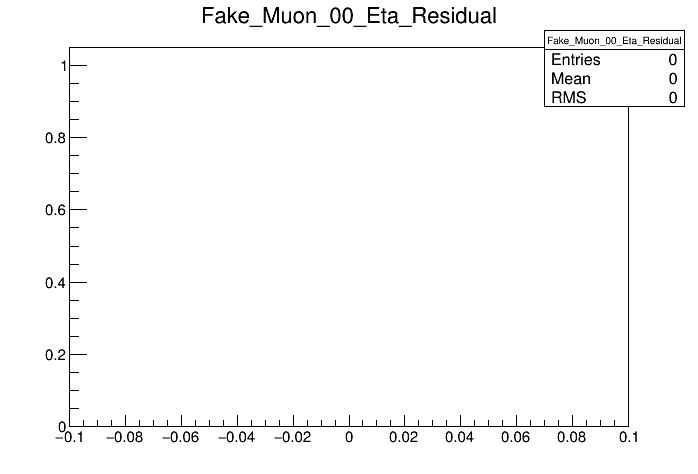 Fake_Muon_00_Eta_Residual
Fake_Muon_00_Eta_Residual
Entries 0
Mean 0
RMS 0
1
0.8
0.6
0.4
0.2
0
−0.1 −0.08 −0.06 −0.04 −0.02 0 0.02 0.04 0.06 0.08 0.1